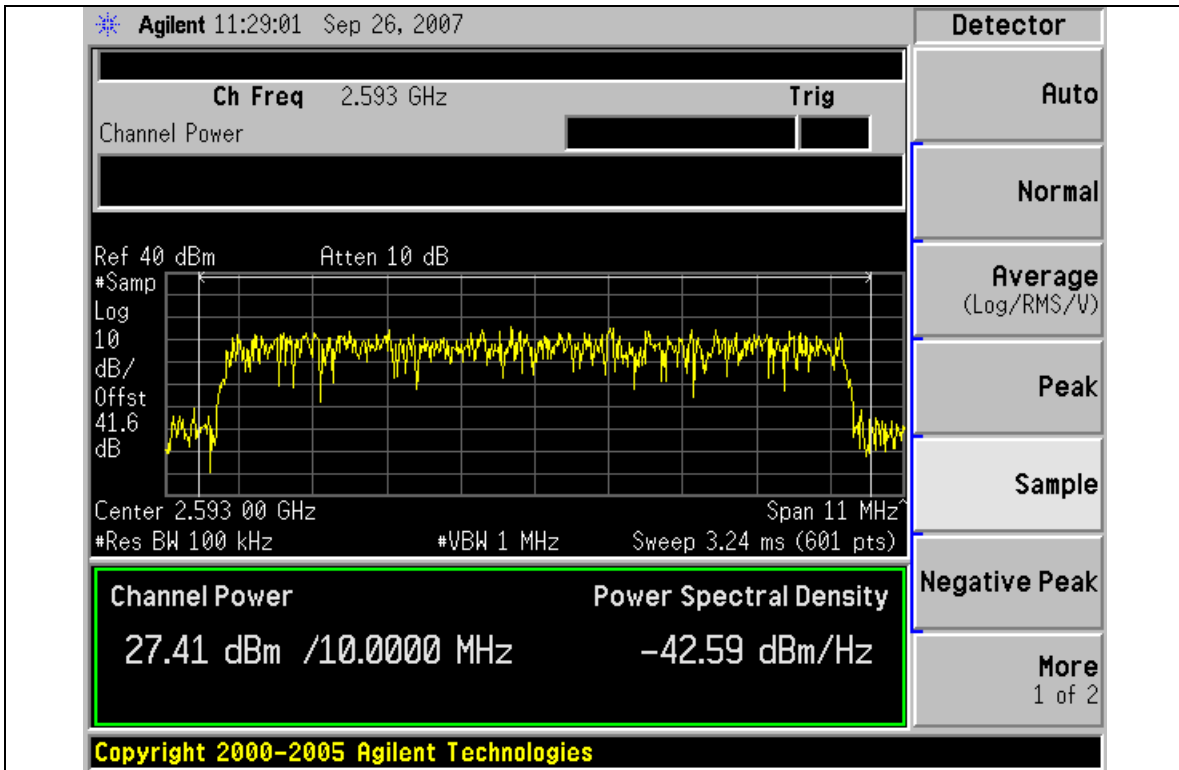 Agilent 11:29:01 Sep 26, 2007
Detector
Ch Freq 2.593 GHz Trig
Channel Power
Auto
Normal
Average
(Log/RMS/V)
Peak
Sample
Negative Peak
More
1 of 2
Ref 40 dBm Atten 10 dB
#Samp
Log
10
dB/
Offst
41.6
dB
Center 2.593 00 GHz Span 11 MHz^
#Res BW 100 kHz #VBW 1 MHz Sweep 3.24 ms (601 pts)
Channel Power Power Spectral Density
27.41 dBm /10.0000 MHz -42.59 dBm/Hz
Copyright 2000-2005 Agilent Technologies